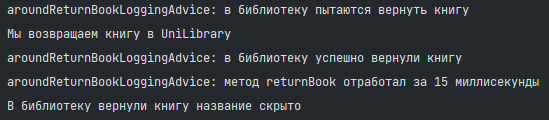 aroundReturnBookLoggingAdvice: в библиотеку пытаются вернуть книгу
Мы возвращаем книгу в UniLibrary
aroundReturnBookLoggingAdvice: в библиотеку успешно вернули книгу
aroundReturnBookLoggingAdvice: метод returnBook отработал за 15 миллисекунды
В библиотеку вернули книгу название скрыто